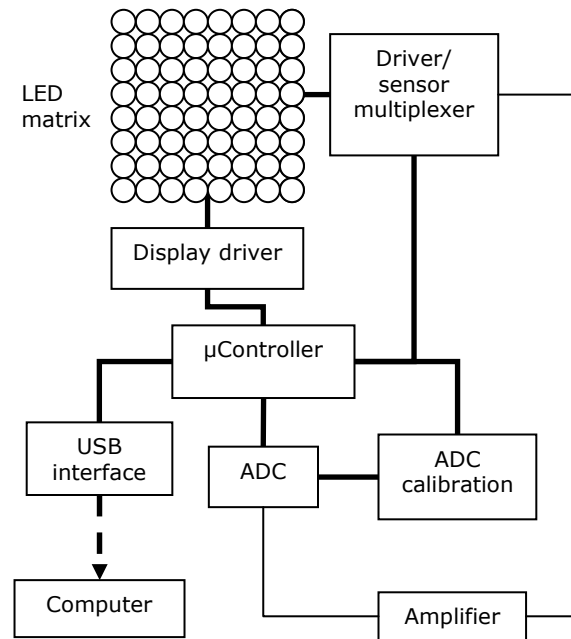 LED
matrix
Driver/
sensor
multiplexer
Display driver
µController
USB
interface
ADC
ADC
calibration
Computer
Amplifier